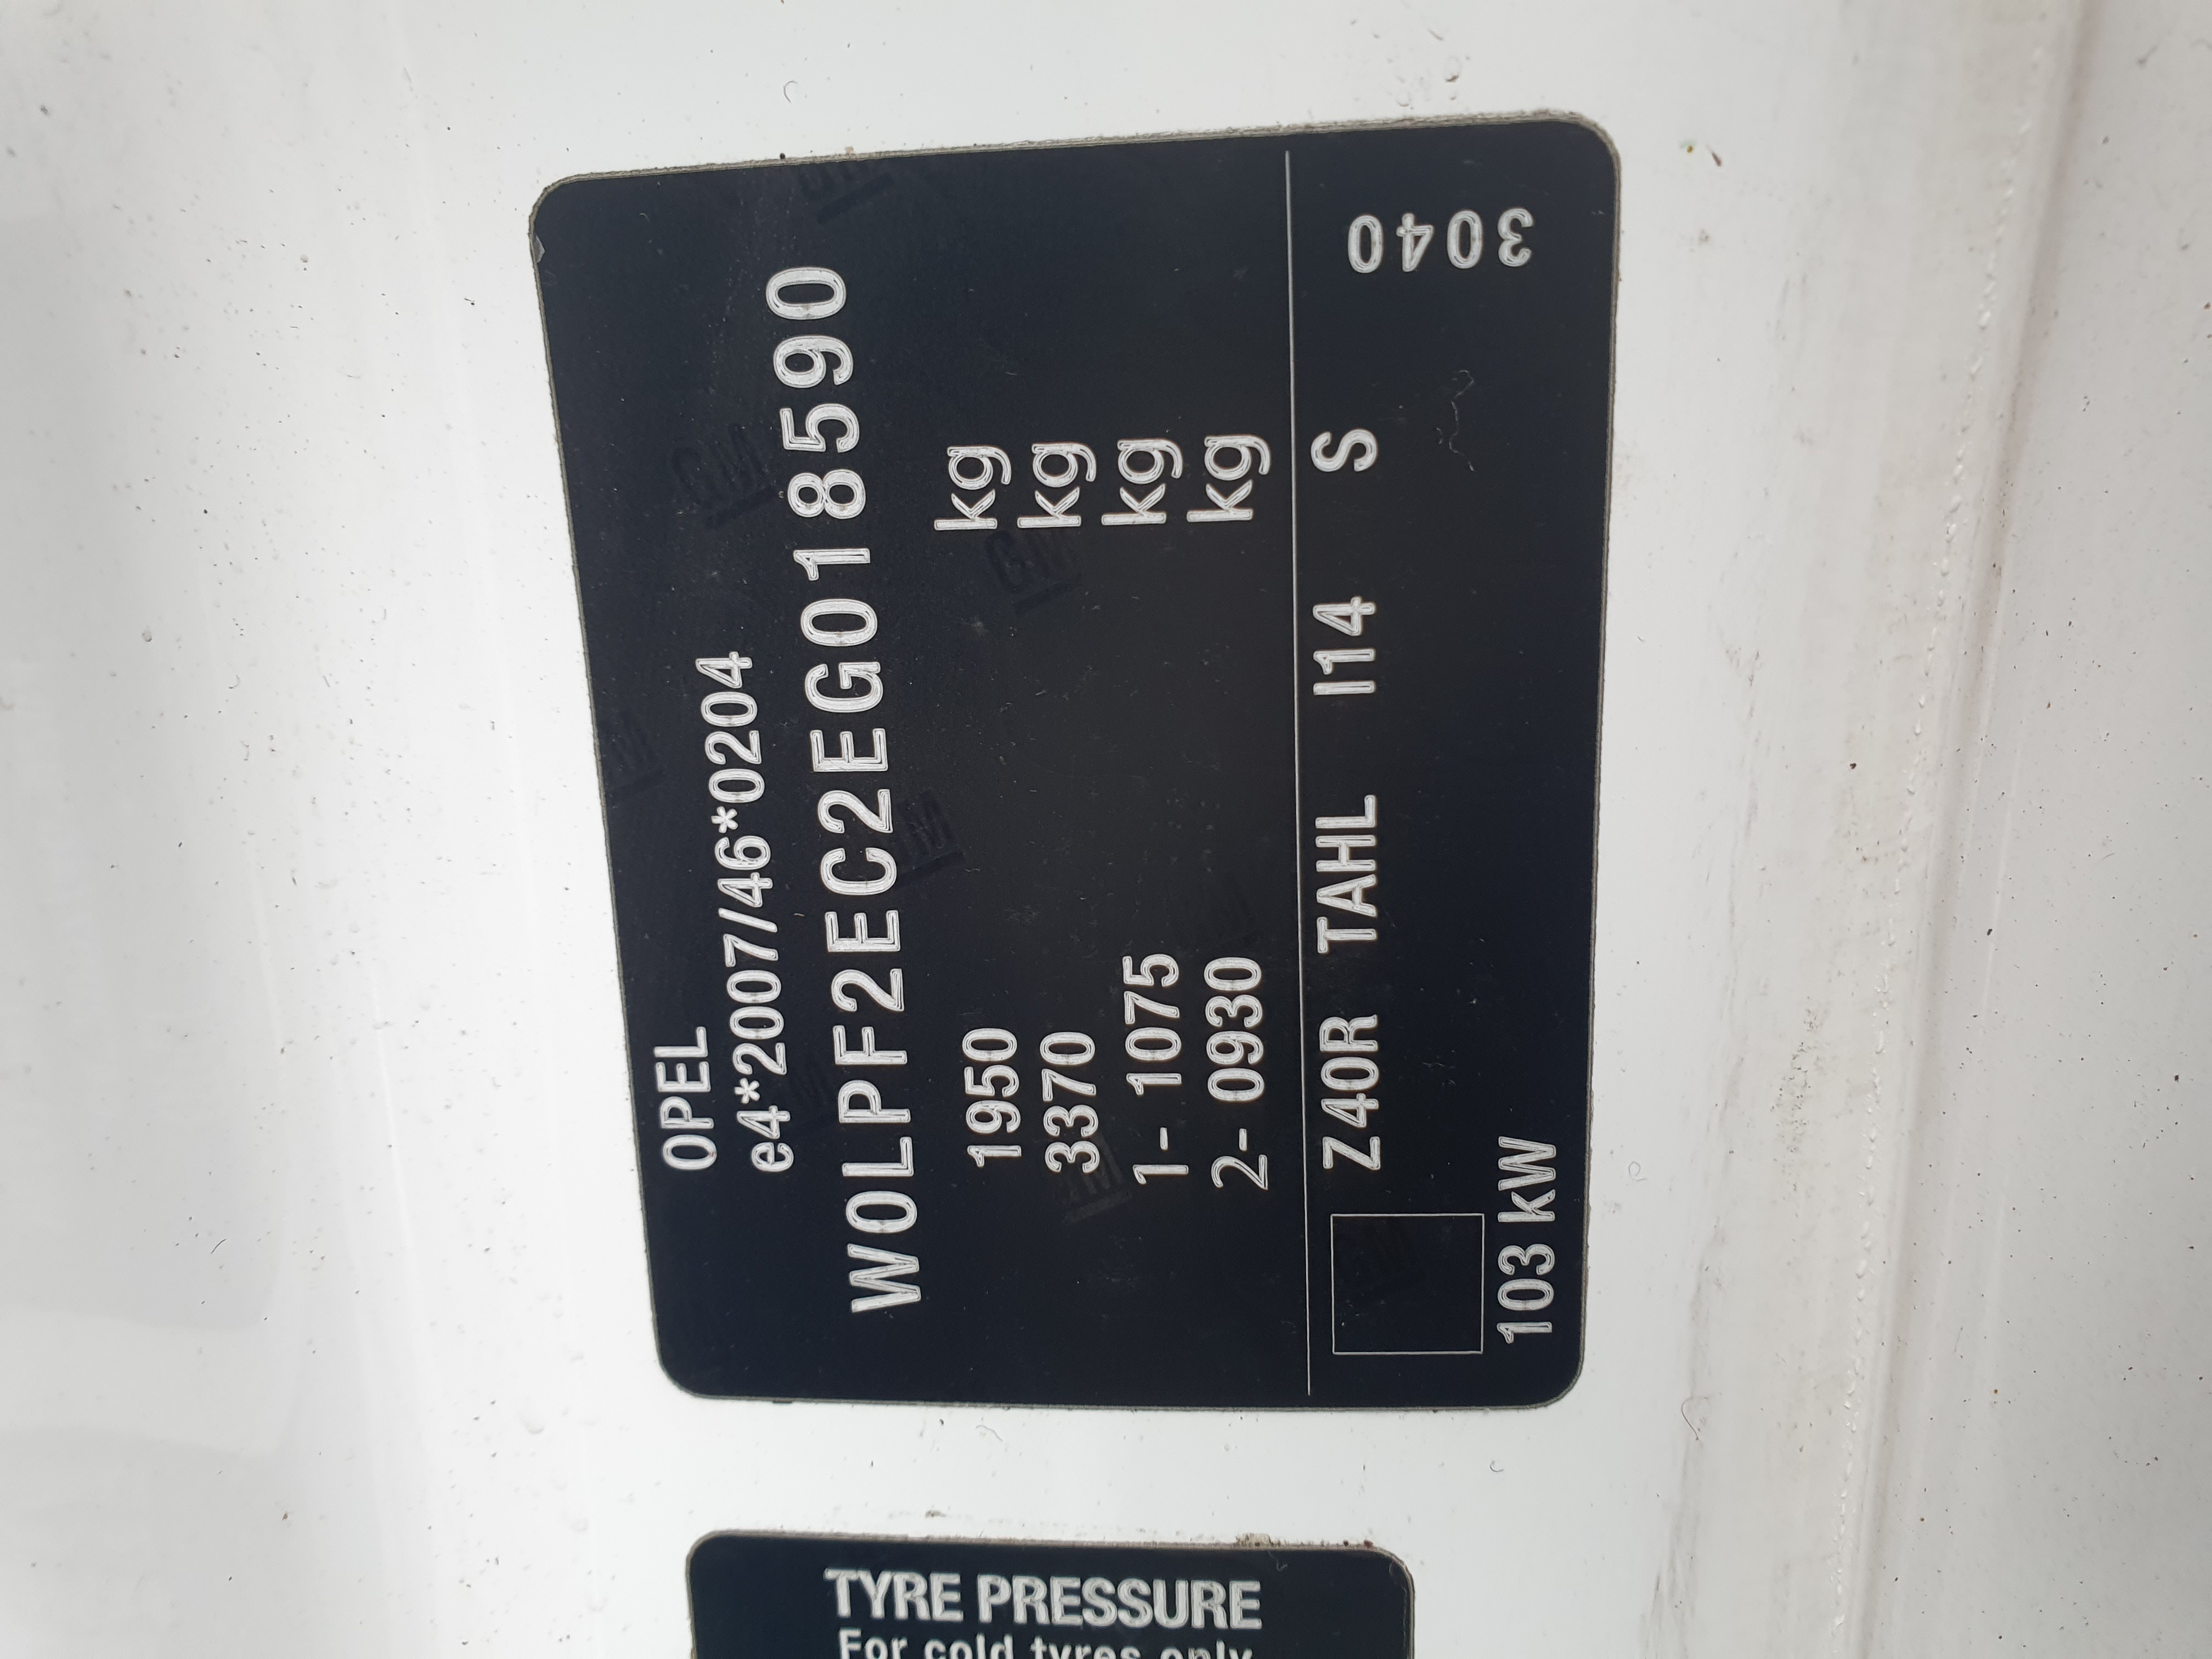 OPEL
e4*2007/46*0204
W0LPF2EC2EG018590
1950 kg
3370 kg
1- 1075 kg
2- 0930 kg
Z40R TAHL I14 S
103 kW
3040
TYRE PRESSURE
For cold tyres only